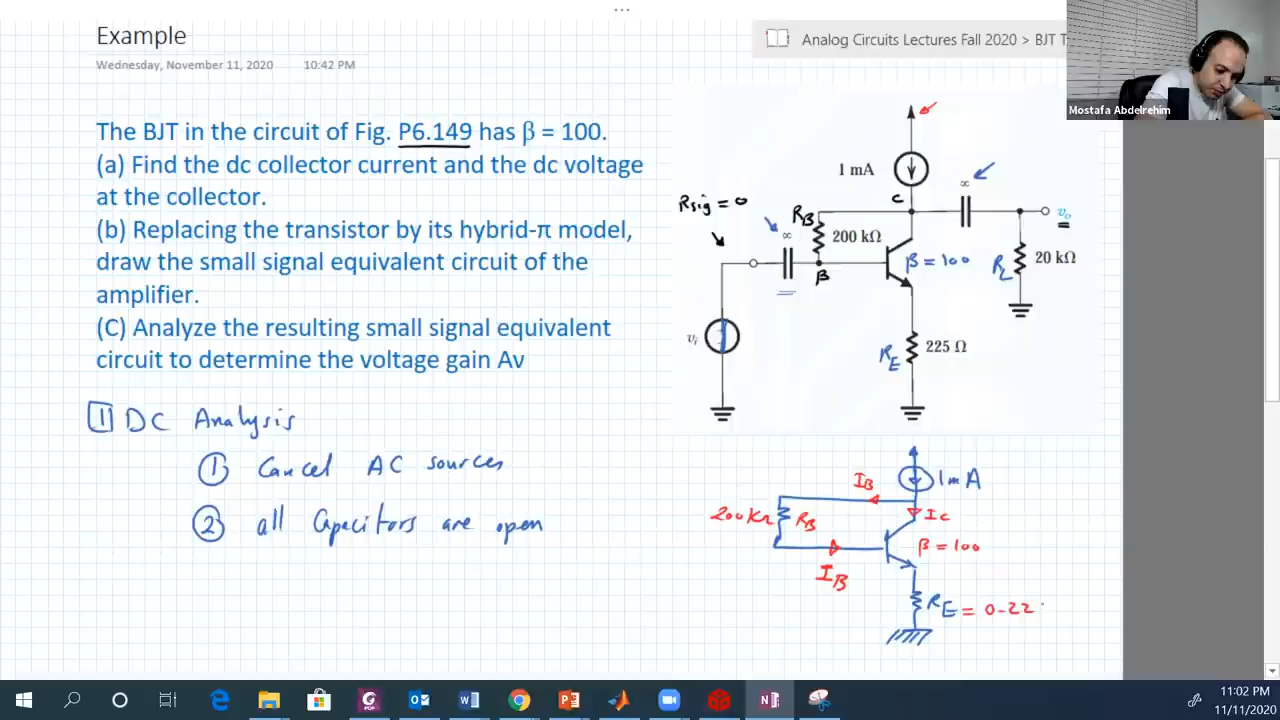 ...
Example
Wednesday, November 11, 2020 10:42 PM
Analog Circuits Lectures Fall 2020 > BJT T
Mostafa Abdelrehim
The BJT in the circuit of Fig. P6.149 has β = 100.
(a) Find the dc collector current and the dc voltage
at the collector.
(b) Replacing the transistor by its hybrid-π model,
draw the small signal equivalent circuit of the
amplifier.
(C) Analyze the resulting small signal equivalent
circuit to determine the voltage gain Av
1 DC Analysis
1 Cancel AC sources
2 all Capacitors are open
1 mA
C
∞
Rsig = 0
RB
∞
200 kΩ
vo
β = 100
RL
20 kΩ
B
vi
RE
225 Ω
IB
1mA
200KΩ
RB
IC
β = 100
IB
RE = 0.22
11:02 PM
11/11/2020